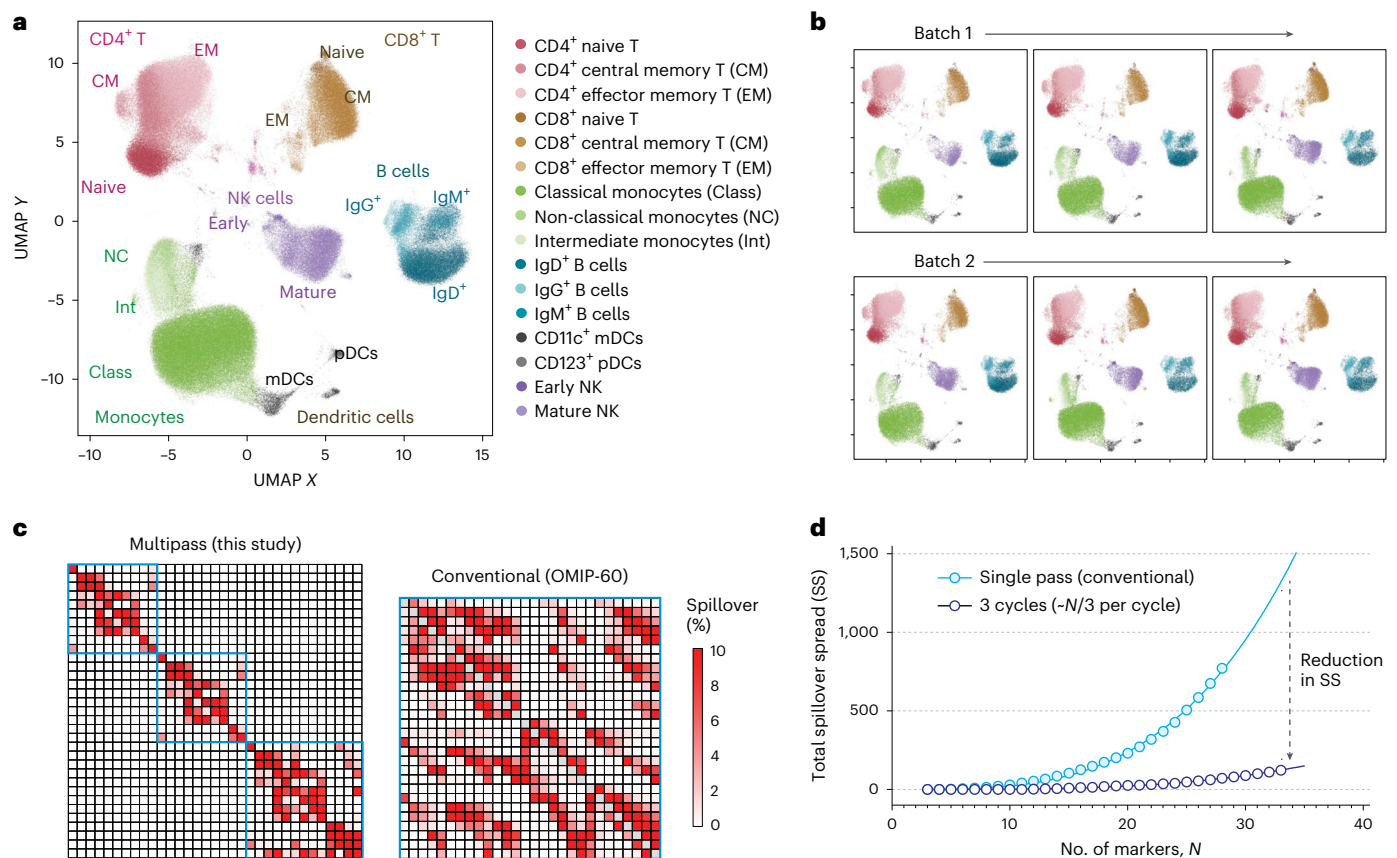 a
CD4+ T
EM
CM
Naive
Naive
CD8+ T
CM
EM
B cells
IgG+
IgM+
IgD+
NK cells
Early
Mature
NC
Int
Class
Monocytes
pDCs
mDCs
Dendritic cells
10
5
0
−5
−10
UMAP Y
−10
−5
0
5
10
15
UMAP X
CD4+ naive T
CD4+ central memory T (CM)
CD4+ effector memory T (EM)
CD8+ naive T
CD8+ central memory T (CM)
CD8+ effector memory T (EM)
Classical monocytes (Class)
Non-classical monocytes (NC)
Intermediate monocytes (Int)
IgD+ B cells
IgG+ B cells
IgM+ B cells
CD11c+ mDCs
CD123+ pDCs
Early NK
Mature NK
b
Batch 1
Batch 2
c
Multipass (this study)
Conventional (OMIP-60)
Spillover
(%)
10
8
6
4
2
0
d
1,500
1,000
500
0
Total spillover spread (SS)
Single pass (conventional)
3 cycles (~N/3 per cycle)
Reduction
in SS
0
10
20
30
40
No. of markers, N